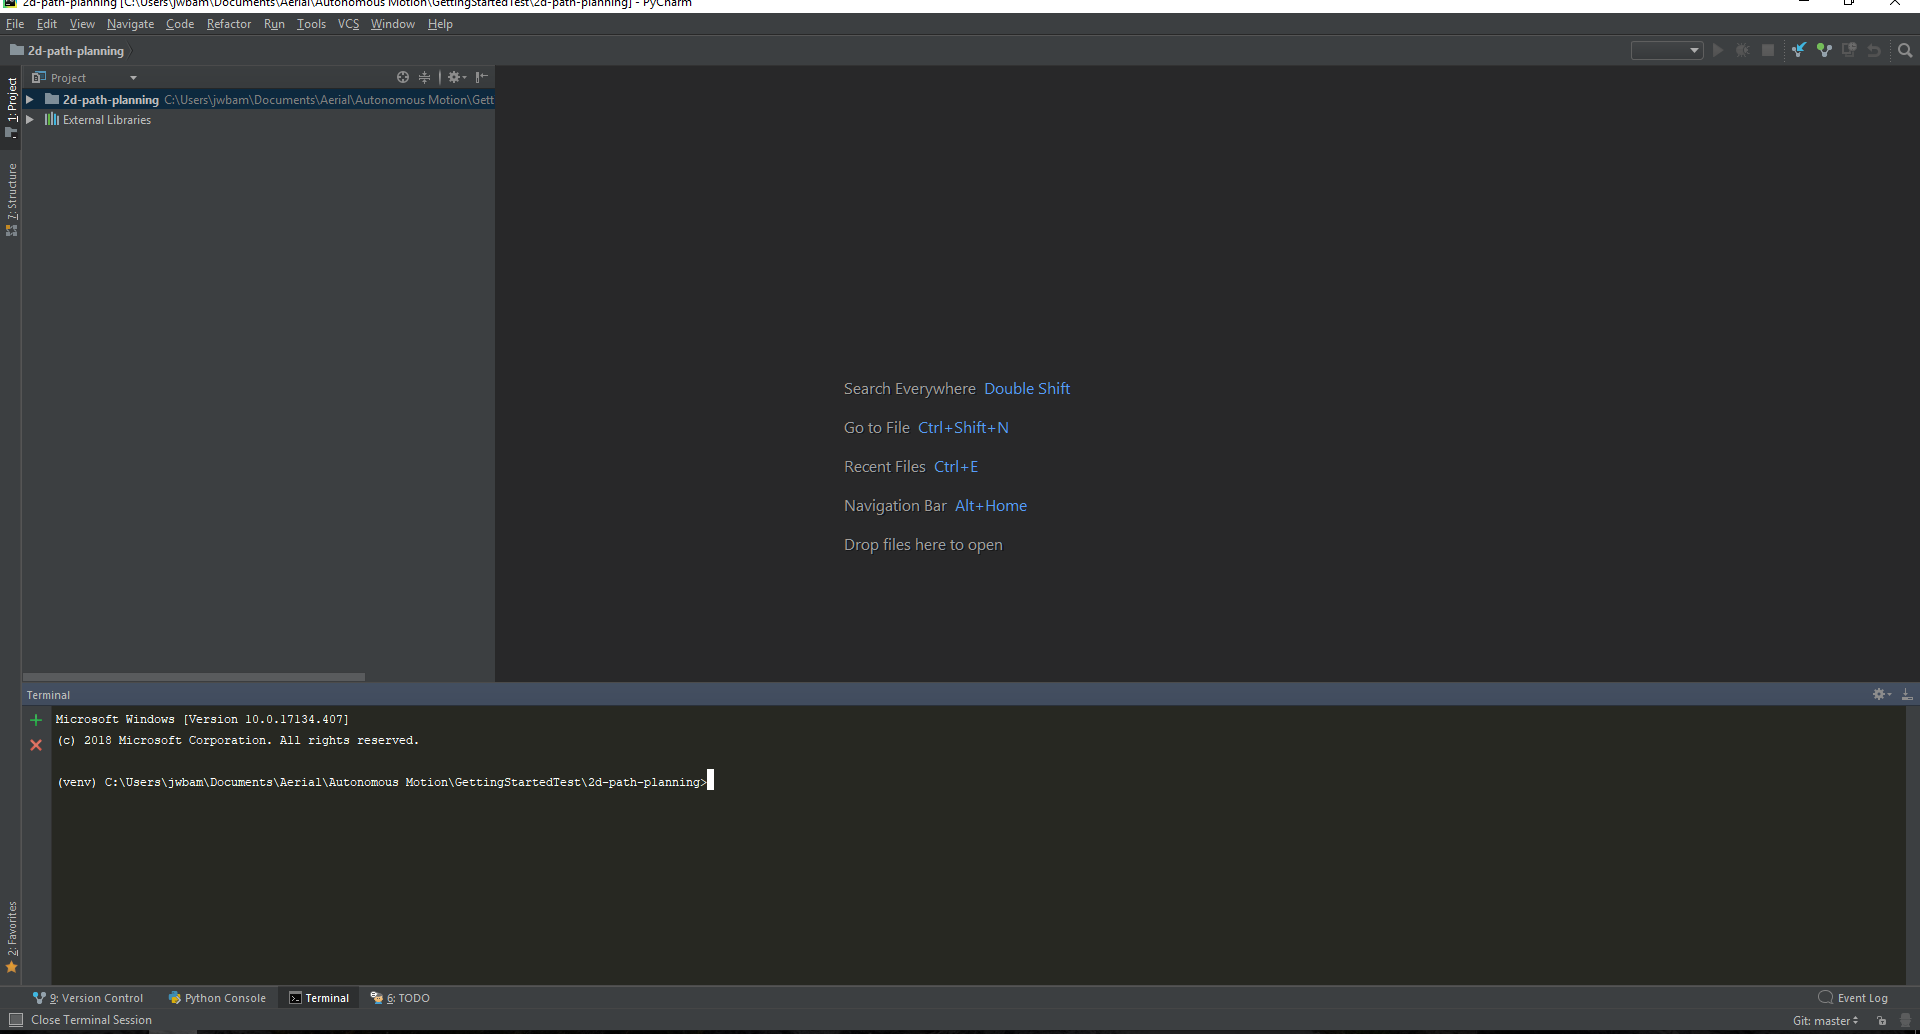 2d-path-planning [C:\Users\jwbam\Documents\Aerial\Autonomous Motion\GettingStartedTest\2d-path-planning] - PyCharm
File Edit View Navigate Code Refactor Run Tools VCS Window Help
2d-path-planning
Project
2d-path-planning C:\Users\jwbam\Documents\Aerial\Autonomous Motion\Gett
External Libraries
1: Project
7: Structure
Search Everywhere Double Shift
Go to File Ctrl+Shift+N
Recent Files Ctrl+E
Navigation Bar Alt+Home
Drop files here to open
Terminal
Microsoft Windows [Version 10.0.17134.407]
(c) 2018 Microsoft Corporation. All rights reserved.
(venv) C:\Users\jwbam\Documents\Aerial\Autonomous Motion\GettingStartedTest\2d-path-planning>
2: Favorites
9: Version Control Python Console Terminal 6: TODO Event Log
Close Terminal Session Git: master